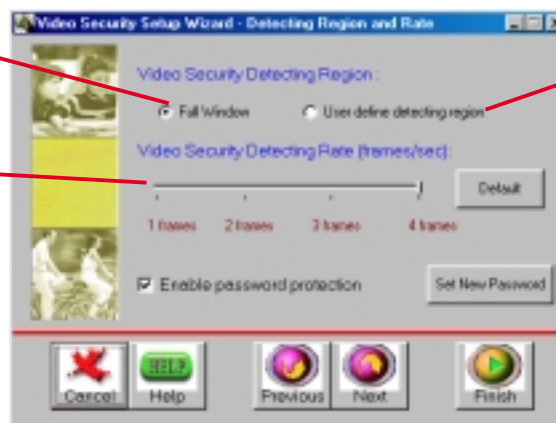 Video Security Setup Wizard - Detecting Region and Rate
Video Security Detecting Region :
Full Window
User define detecting region
Video Security Detecting Rate (frames/sec):
Default
1 frames 2 frames 3 frames 4 frames
Enable password protection
Set New Password
HELP
Cancel Help Previous Next Finish